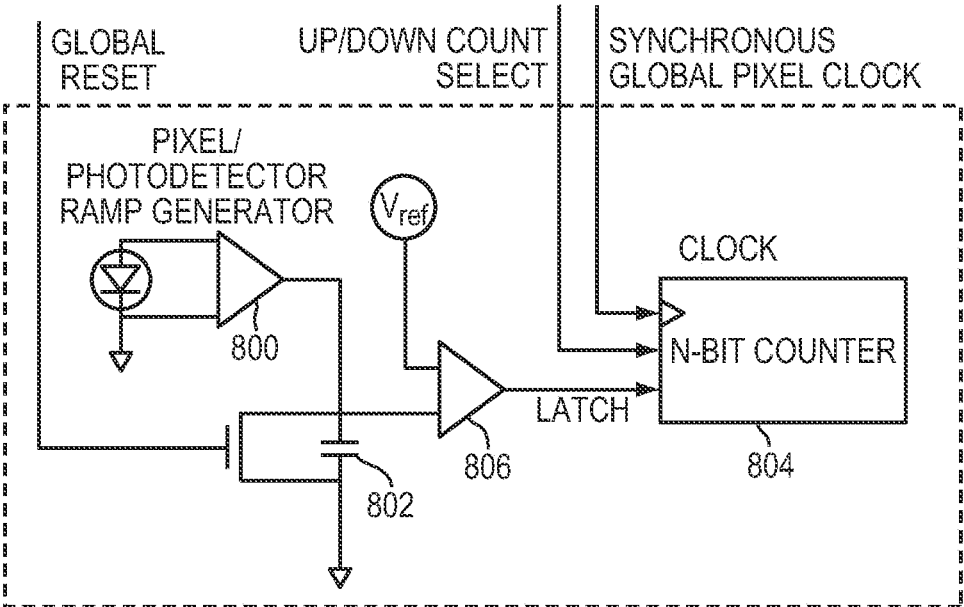 GLOBAL
RESET
UP/DOWN COUNT
SELECT
SYNCHRONOUS
GLOBAL PIXEL CLOCK
PIXEL/
PHOTODETECTOR
RAMP GENERATOR
Vref
CLOCK
800
N-BIT COUNTER
LATCH
806
804
802